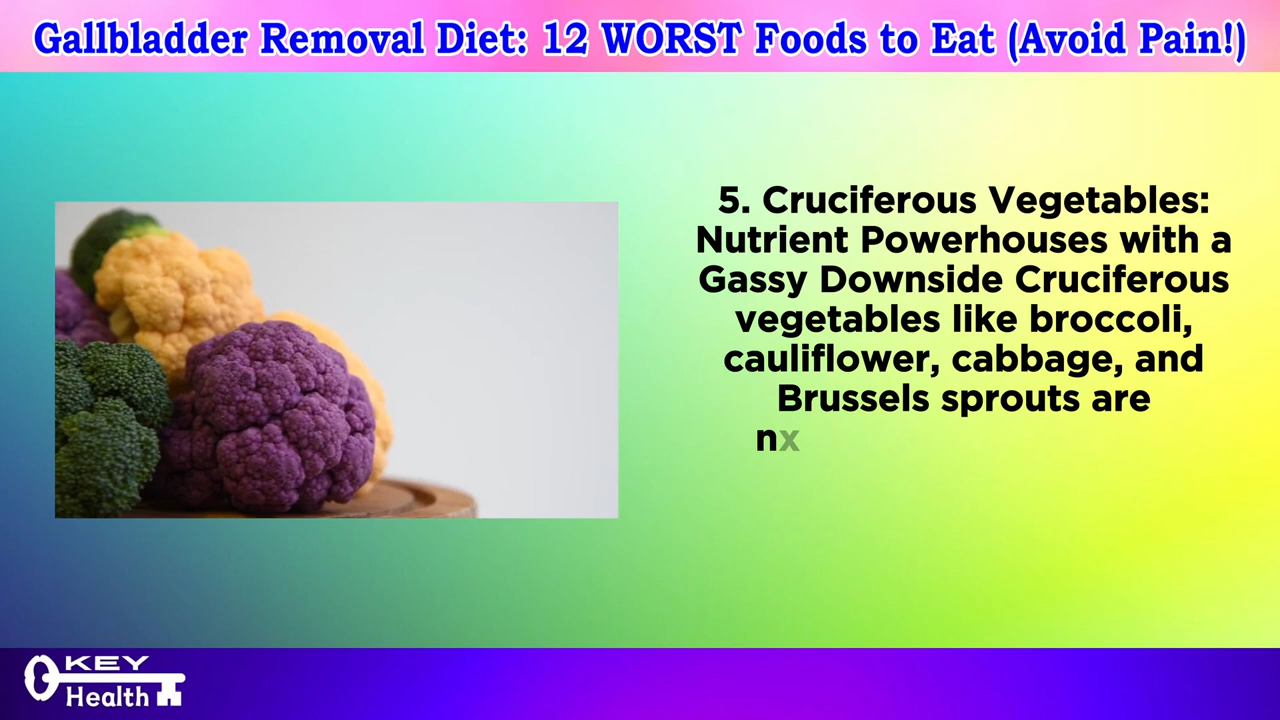 Gallbladder Removal Diet: 12 WORST Foods to Eat (Avoid Pain!)
5. Cruciferous Vegetables:
Nutrient Powerhouses with a
Gassy Downside Cruciferous
vegetables like broccoli,
cauliflower, cabbage, and
Brussels sprouts are
nx
KEY
Health